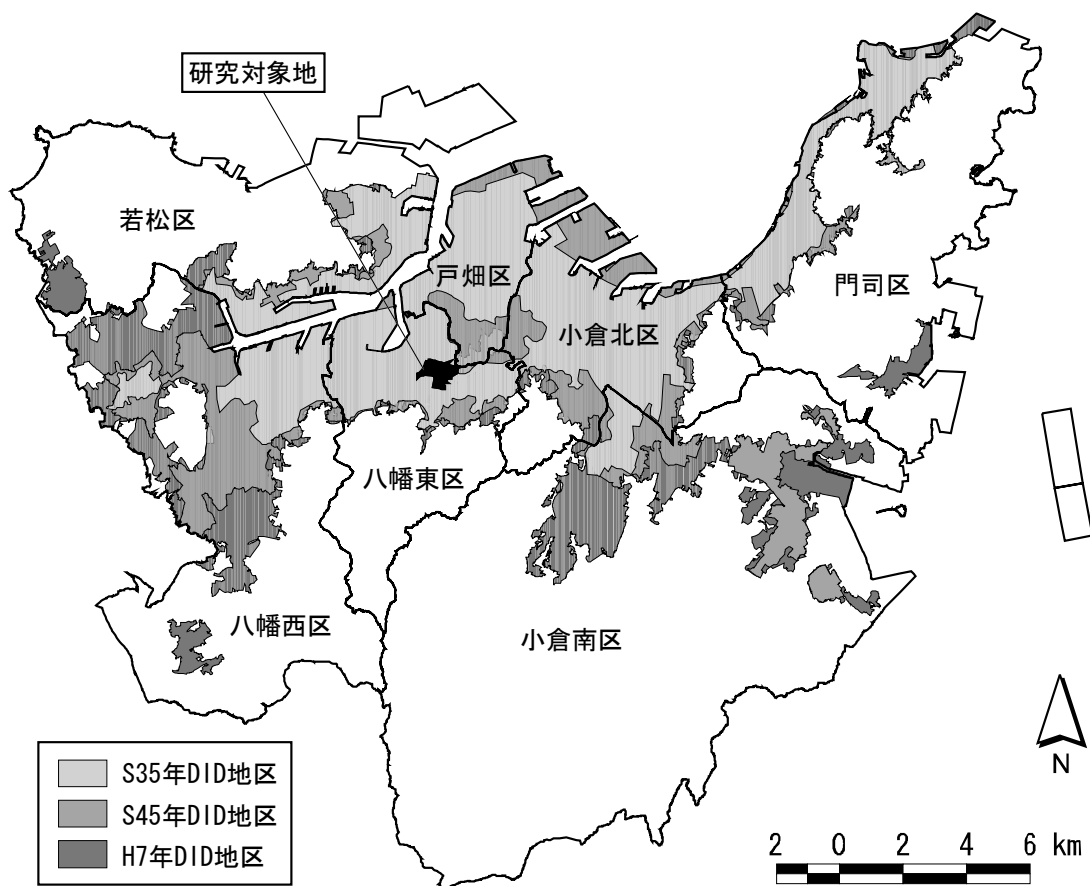 研究対象地
若松区
戸畑区
門司区
小倉北区
八幡東区
八幡西区
小倉南区
S35年DID地区
S45年DID地区
H7年DID地区
N
2 0 2 4 6 km